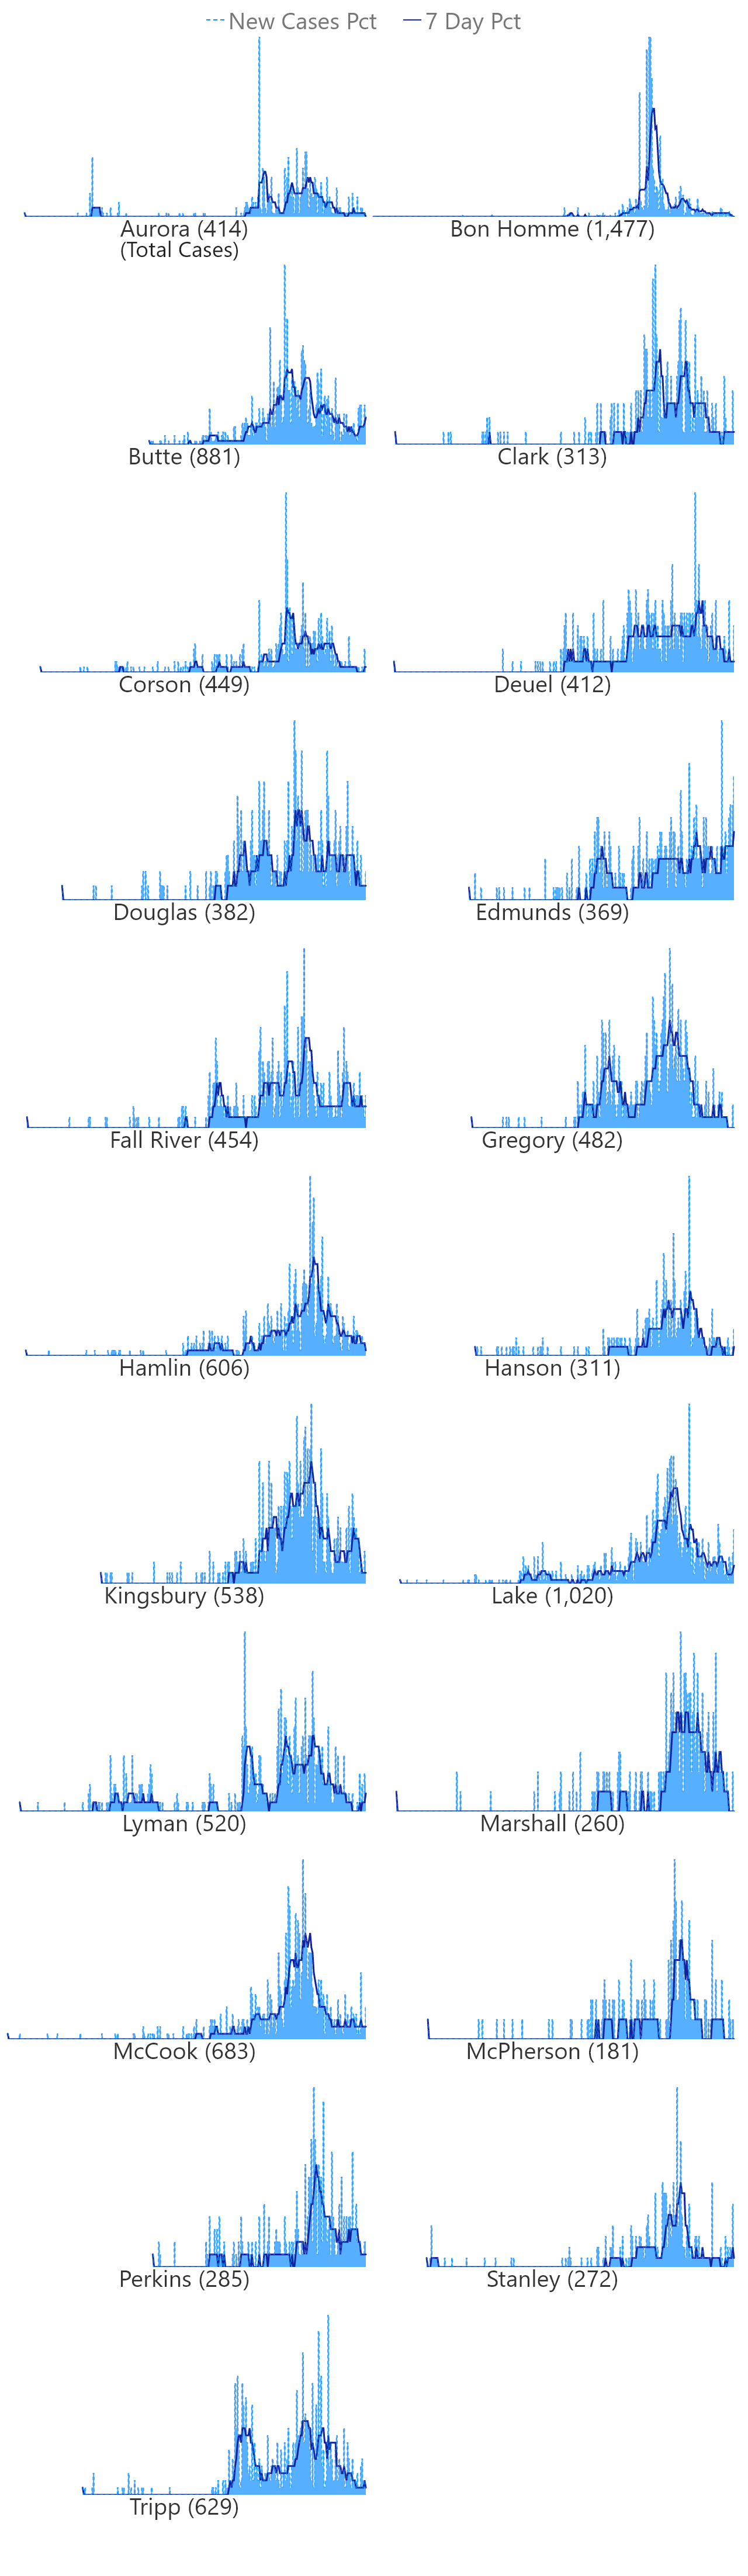 New Cases Pct 7 Day Pct
Aurora (414) Bon Homme (1,477)
(Total Cases)
Butte (881) Clark (313)
Corson (449) Deuel (412)
Douglas (382) Edmunds (369)
Fall River (454) Gregory (482)
Hamlin (606) Hanson (311)
Kingsbury (538) Lake (1,020)
Lyman (520) Marshall (260)
McCook (683) McPherson (181)
Perkins (285) Stanley (272)
Tripp (629)